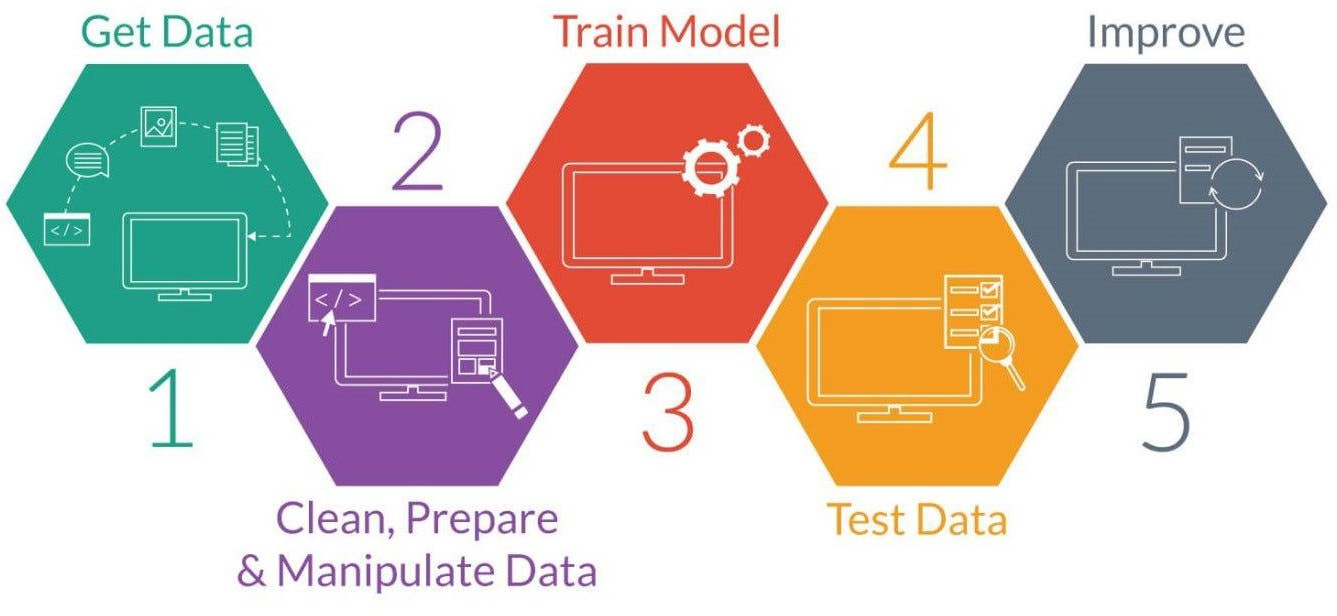 Get Data
1
2
Clean, Prepare
& Manipulate Data
Train Model
3
4
Test Data
Improve
5
</>
</>